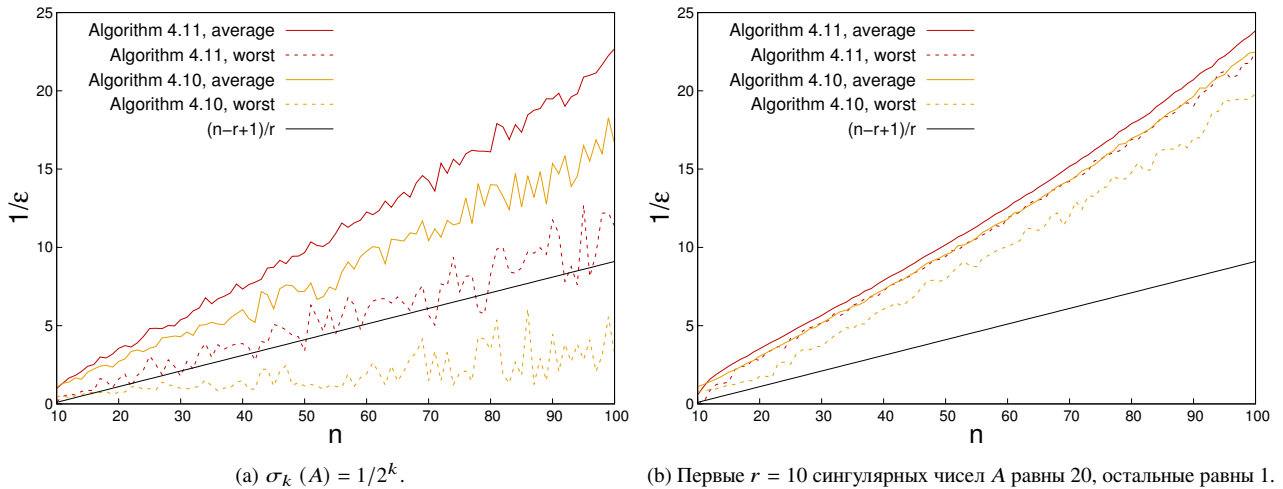 25
20
15
10
5
0
1/ε
Algorithm 4.11, average
Algorithm 4.11, worst
Algorithm 4.10, average
Algorithm 4.10, worst
(n−r+1)/r
10 20 30 40 50 60 70 80 90 100
n
(a) σ_k (A) = 1/2^k.
25
20
15
10
5
0
1/ε
Algorithm 4.11, average
Algorithm 4.11, worst
Algorithm 4.10, average
Algorithm 4.10, worst
(n−r+1)/r
10 20 30 40 50 60 70 80 90 100
n
(b) Первые r = 10 сингулярных чисел A равны 20, остальные равны 1.